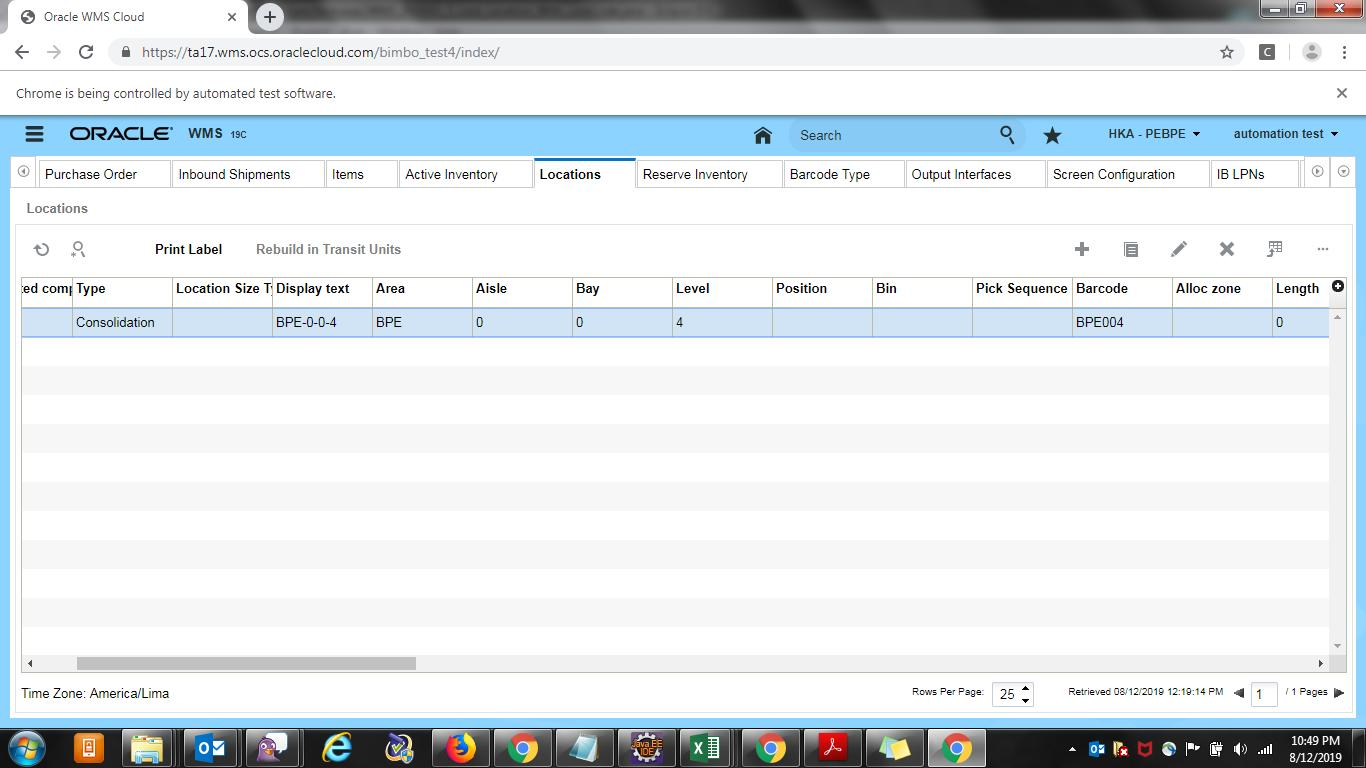 Oracle WMS Cloud
https://ta17.wms.ocs.oraclecloud.com/bimbo_test4/index/
C
Chrome is being controlled by automated test software.
ORACLE WMS 19C
Search
HKA - PEBPE
automation test
Purchase Order
Inbound Shipments
Items
Active Inventory
Locations
Reserve Inventory
Barcode Type
Output Interfaces
Screen Configuration
IB LPNs
Locations
Print Label
Rebuild in Transit Units
ted comp Type Location Size Ty Display text Area Aisle Bay Level Position Bin Pick Sequence Barcode Alloc zone Length
Consolidation BPE-0-0-4 BPE 0 0 4 BPE004 0
Time Zone: America/Lima
Rows Per Page: 25
Retrieved 08/12/2019 12:19:14 PM
1 / 1 Pages
Java EE
IDE
10:49 PM
8/12/2019